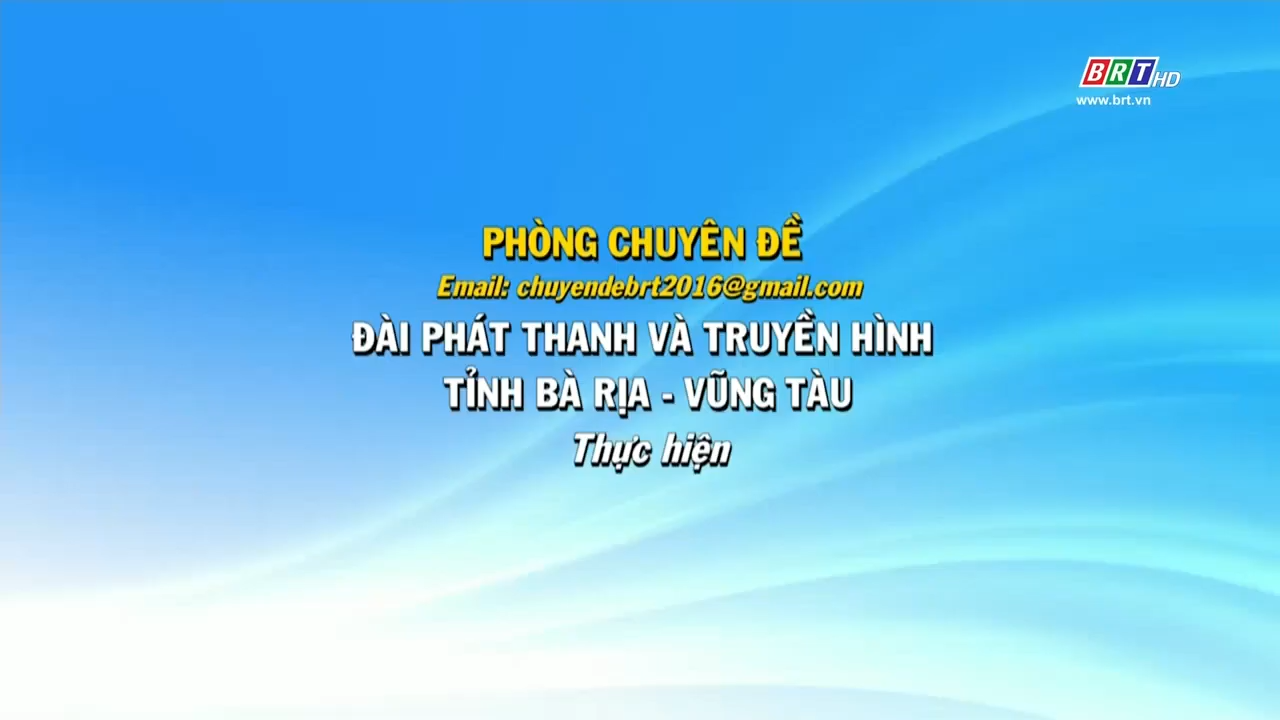 BRT HD
www.brt.vn
PHÒNG CHUYÊN ĐỀ
Email: chuyendebrt2016@gmail.com
ĐÀI PHÁT THANH VÀ TRUYỀN HÌNH
TỈNH BÀ RỊA - VŨNG TÀU
Thực hiện